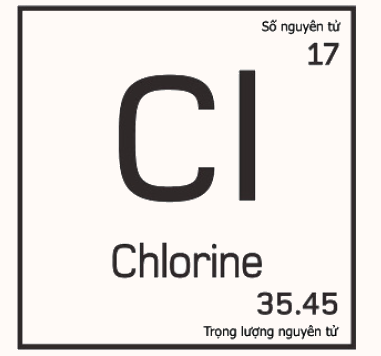 Số nguyên tử
17
Cl
Chlorine
35.45
Trọng lượng nguyên tử